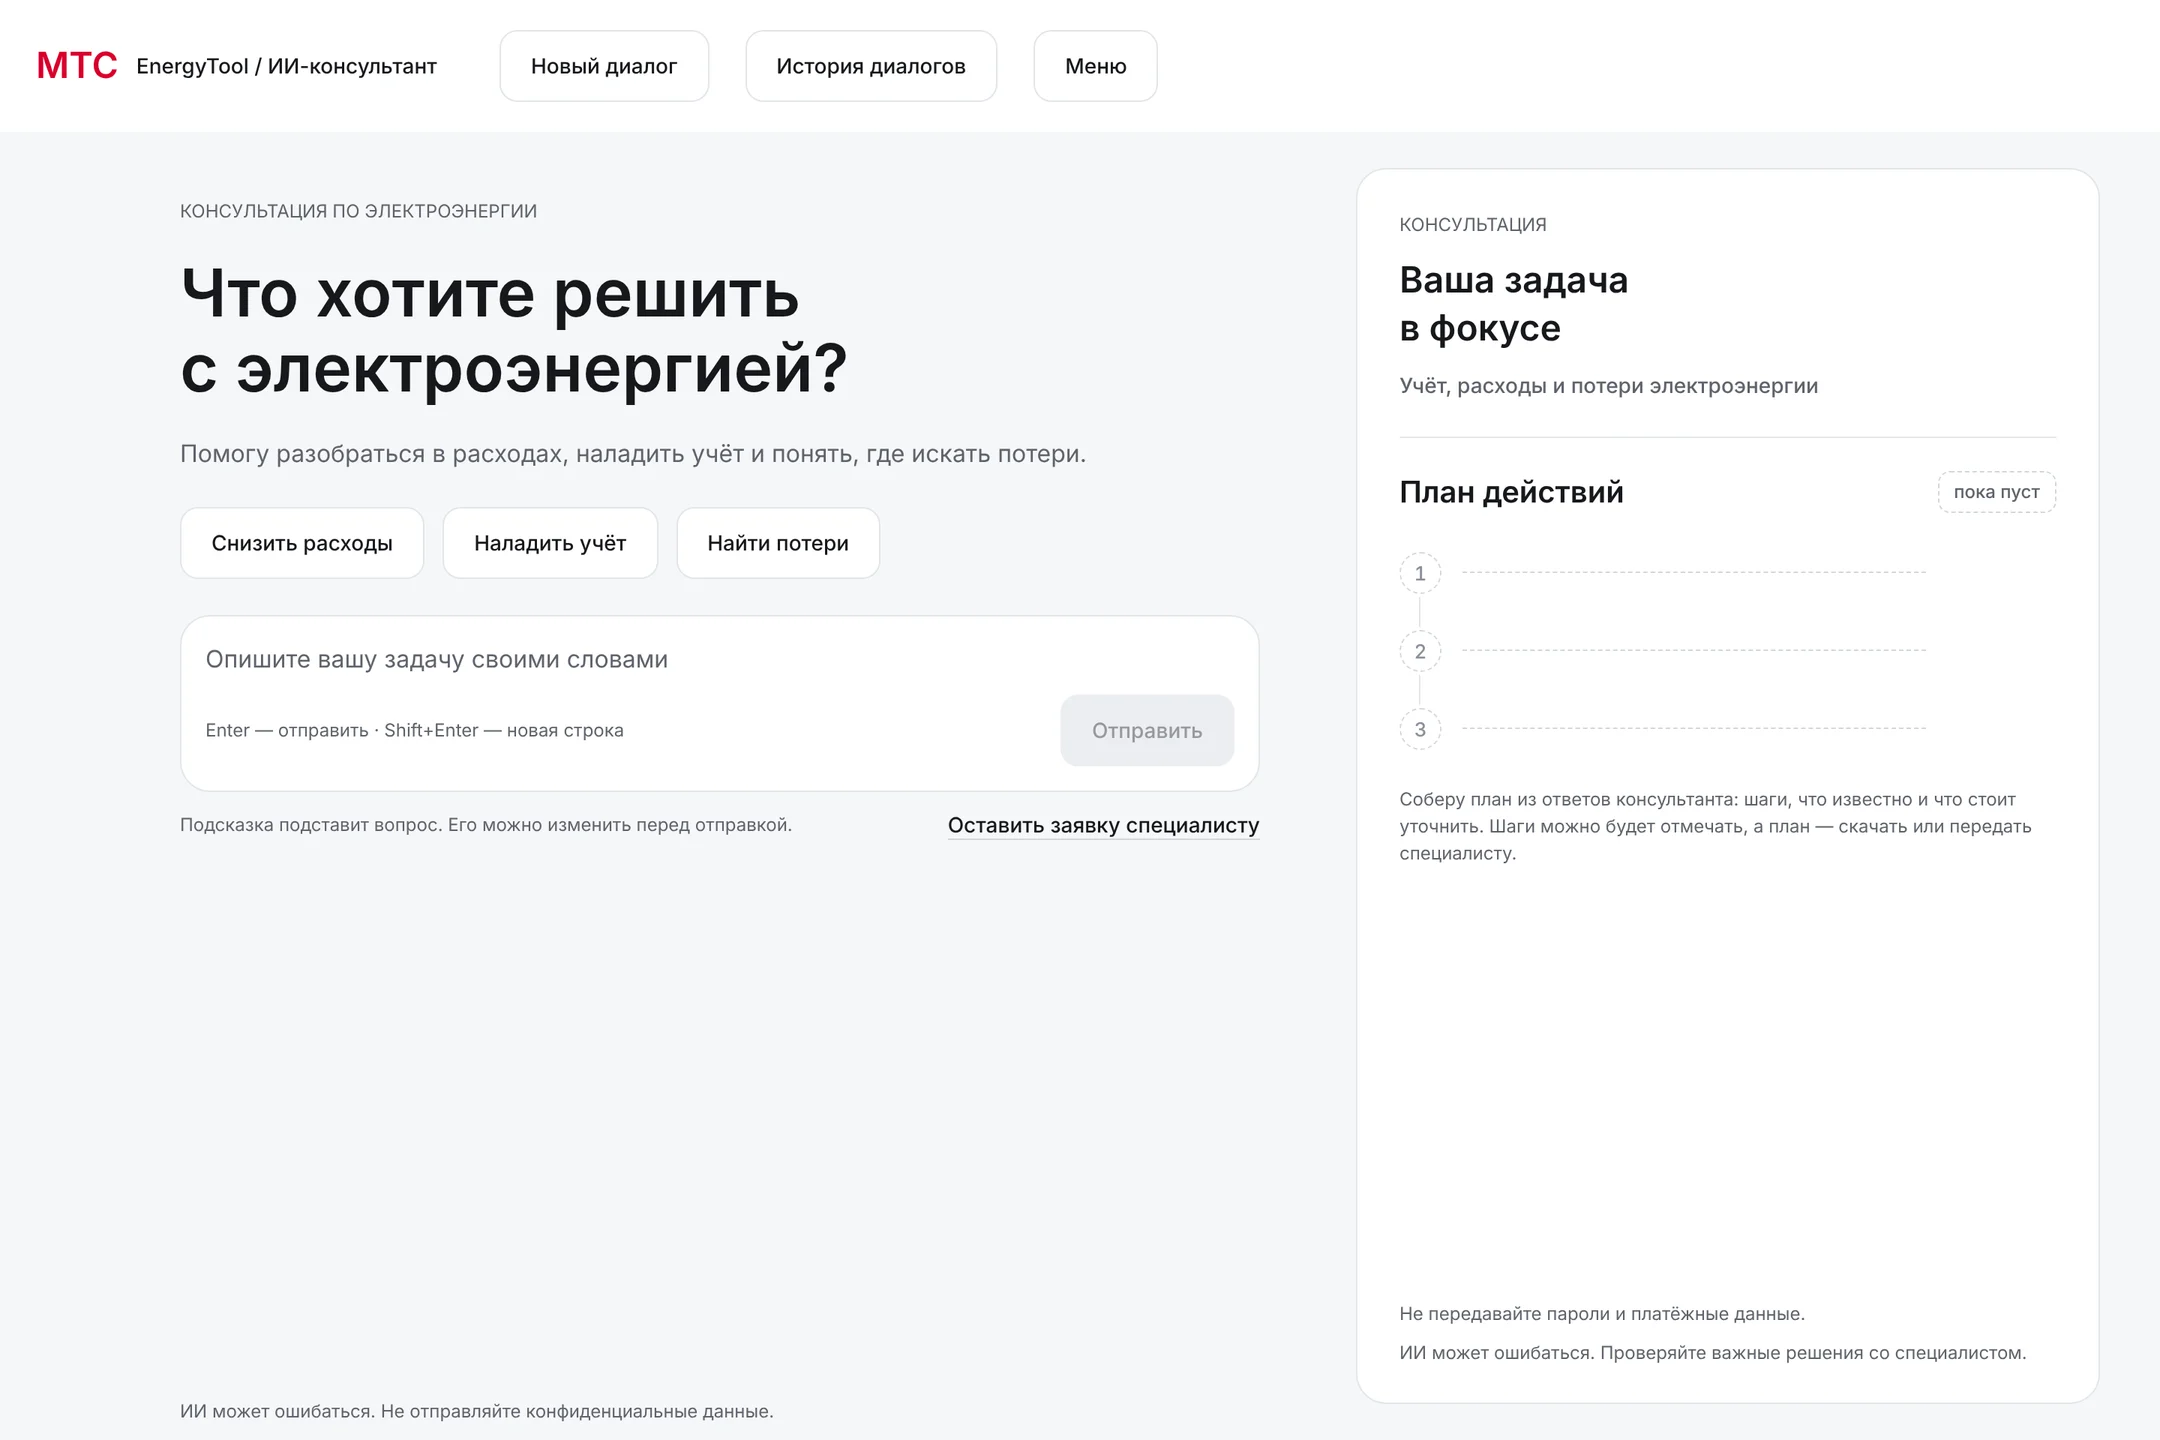 МТС
EnergyTool / ИИ-консультант
Новый диалог
История диалогов
Меню
КОНСУЛЬТАЦИЯ ПО ЭЛЕКТРОЭНЕРГИИ
Что хотите решить
с электроэнергией?
Помогу разобраться в расходах, наладить учёт и понять, где искать потери.
Снизить расходы
Наладить учёт
Найти потери
Опишите вашу задачу своими словами
Enter — отправить · Shift+Enter — новая строка
Отправить
Подсказка подставит вопрос. Его можно изменить перед отправкой.
Оставить заявку специалисту
ИИ может ошибаться. Не отправляйте конфиденциальные данные.
КОНСУЛЬТАЦИЯ
Ваша задача
в фокусе
Учёт, расходы и потери электроэнергии
План действий
пока пуст
1
2
3
Соберу план из ответов консультанта: шаги, что известно и что стоит
уточнить. Шаги можно будет отмечать, а план — скачать или передать
специалисту.
Не передавайте пароли и платёжные данные.
ИИ может ошибаться. Проверяйте важные решения со специалистом.